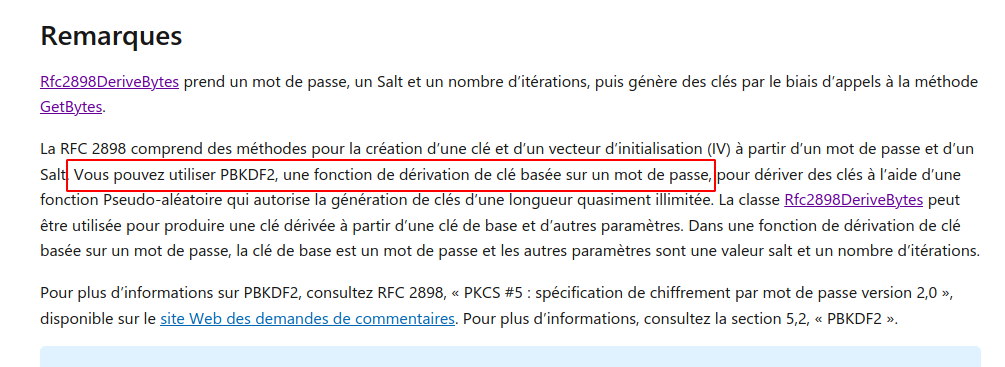 Remarques
Rfc2898DeriveBytes prend un mot de passe, un Salt et un nombre d’itérations, puis génère des clés par le biais d’appels à la méthode
GetBytes.
La RFC 2898 comprend des méthodes pour la création d’une clé et d’un vecteur d’initialisation (IV) à partir d’un mot de passe et d’un
Salt. Vous pouvez utiliser PBKDF2, une fonction de dérivation de clé basée sur un mot de passe, pour dériver des clés à l’aide d’une
fonction Pseudo-aléatoire qui autorise la génération de clés d’une longueur quasiment illimitée. La classe Rfc2898DeriveBytes peut
être utilisée pour produire une clé dérivée à partir d’une clé de base et d’autres paramètres. Dans une fonction de dérivation de clé
basée sur un mot de passe, la clé de base est un mot de passe et les autres paramètres sont une valeur salt et un nombre d’itérations.
Pour plus d’informations sur PBKDF2, consultez RFC 2898, « PKCS #5 : spécification de chiffrement par mot de passe version 2,0 »,
disponible sur le site Web des demandes de commentaires. Pour plus d’informations, consultez la section 5,2, « PBKDF2 ».